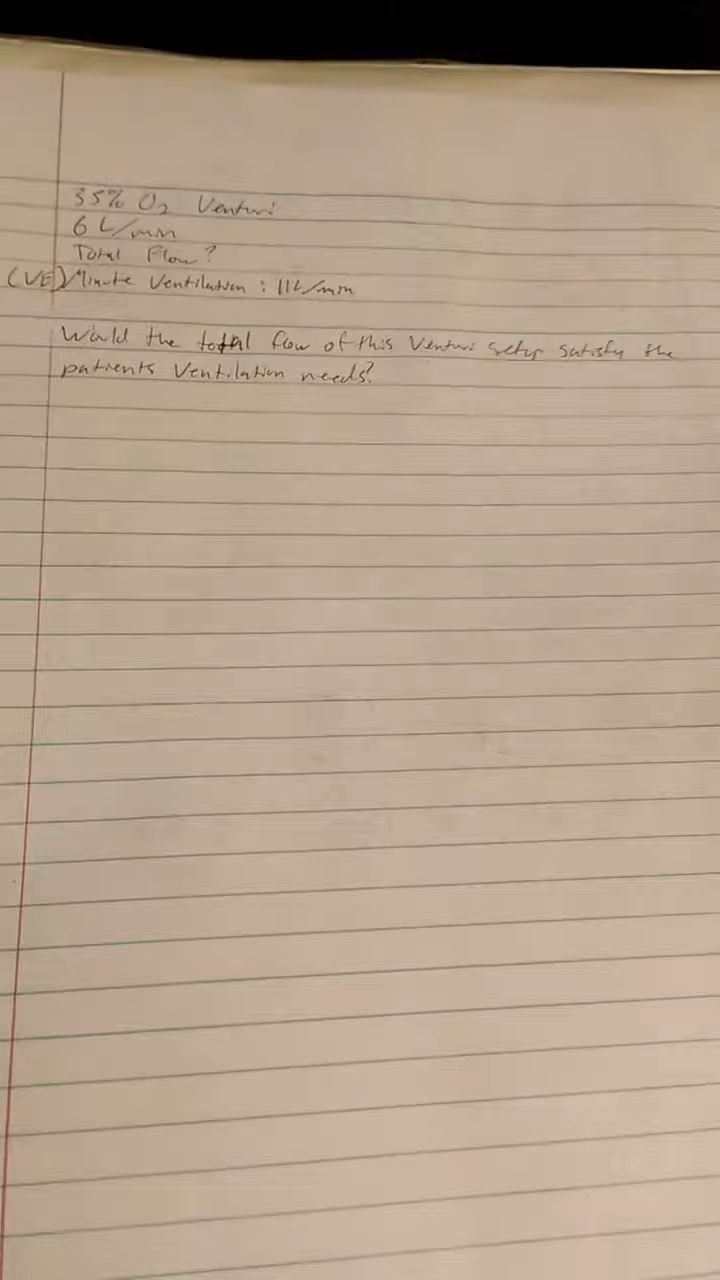 35% O₂ Venturi
6 L/min
Total Flow?
(VE) Minute Ventilation : 11L/min
Would the total flow of this Venturi setup satisfy the
patients ventilation needs?